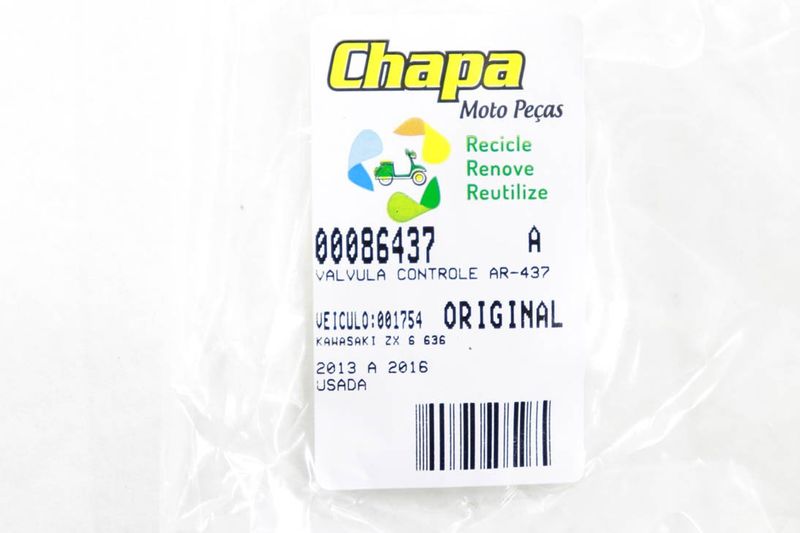 Chapa
Moto Peças
Recicle
Renove
Reutilize
00086437 A
VALVULA CONTROLE AR-437
VEICULO:001754 ORIGINAL
KAWASAKI ZX 6 636
2013 A 2016
USADA